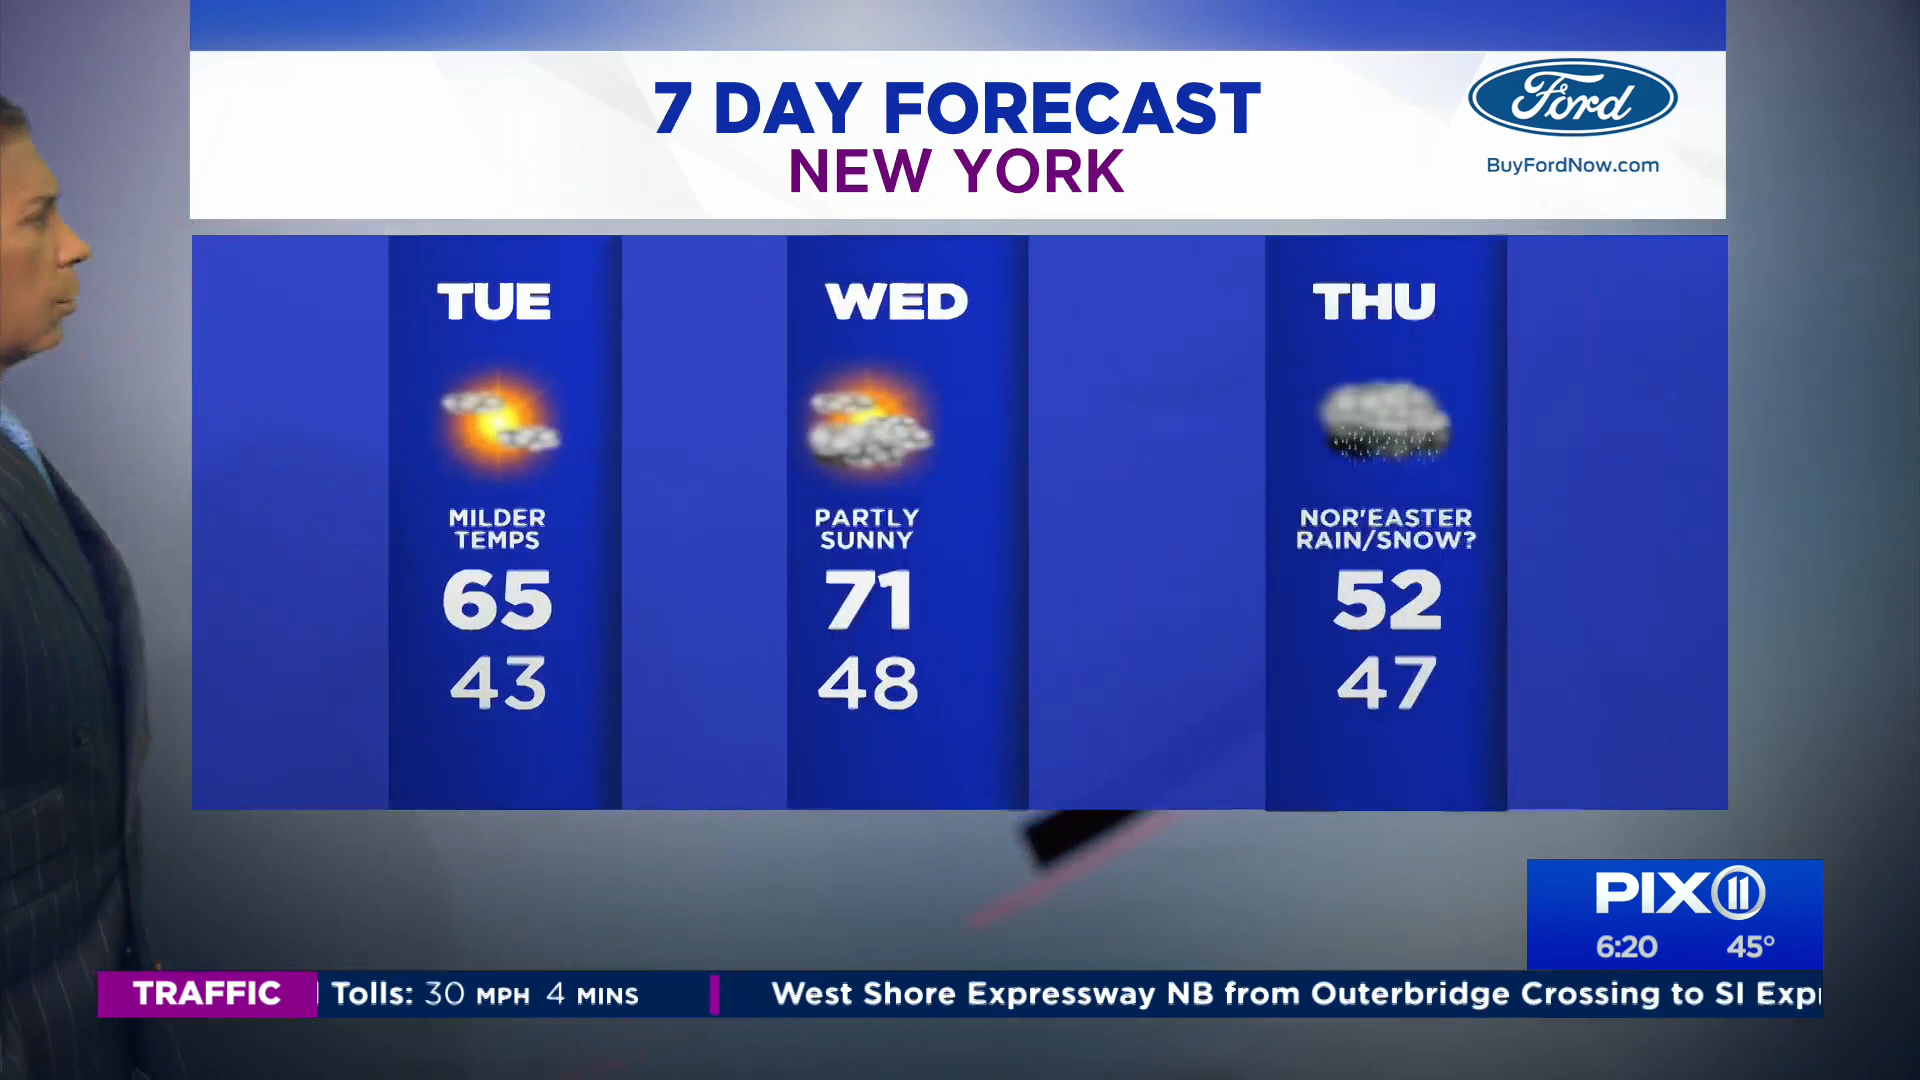 7 DAY FORECAST
NEW YORK
Ford
BuyFordNow.com
TUE
WED
THU
MILDER
TEMPS
PARTLY
SUNNY
NOR'EASTER
RAIN/SNOW?
65
71
52
43
48
47
PIX11
6:20
45°
TRAFFIC
Tolls: 30 MPH 4 MINS
West Shore Expressway NB from Outerbridge Crossing to SI